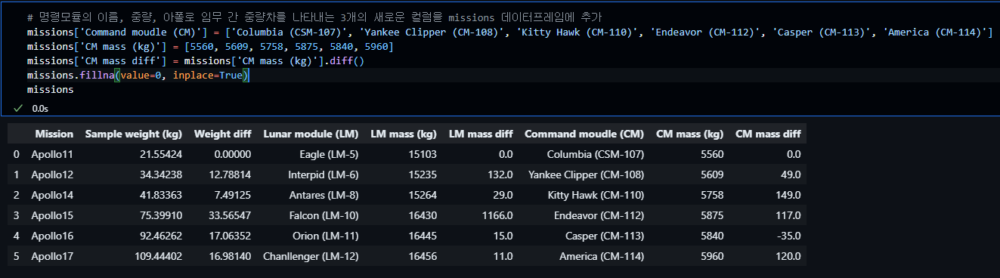 # 명령모듈의 이름, 중량, 아폴로 임무 간 중량차를 나타내는 3개의 새로운 컬럼을 missions 데이터프레임에 추가
missions['Command moudle (CM)'] = ['Columbia (CSM-107)', 'Yankee Clipper (CM-108)', 'Kitty Hawk (CM-110)', 'Endeavor (CM-112)', 'Casper (CM-113)', 'America (CM-114)']
missions['CM mass (kg)'] = [5560, 5609, 5758, 5875, 5840, 5960]
missions['CM mass diff'] = missions['CM mass (kg)'].diff()
missions.fillna(value=0, inplace=True)
missions
✓ 0.0s
Mission Sample weight (kg) Weight diff Lunar module (LM) LM mass (kg) LM mass diff Command moudle (CM) CM mass (kg) CM mass diff
0 Apollo11 21.55424 0.00000 Eagle (LM-5) 15103 0.0 Columbia (CSM-107) 5560 0.0
1 Apollo12 34.34238 12.78814 Interpid (LM-6) 15235 132.0 Yankee Clipper (CM-108) 5609 49.0
2 Apollo14 41.83363 7.49125 Antares (LM-8) 15264 29.0 Kitty Hawk (CM-110) 5758 149.0
3 Apollo15 75.39910 33.56547 Falcon (LM-10) 16430 1166.0 Endeavor (CM-112) 5875 117.0
4 Apollo16 92.46262 17.06352 Orion (LM-11) 16445 15.0 Casper (CM-113) 5840 -35.0
5 Apollo17 109.44402 16.98140 Chanllenger (LM-12) 16456 11.0 America (CM-114) 5960 120.0